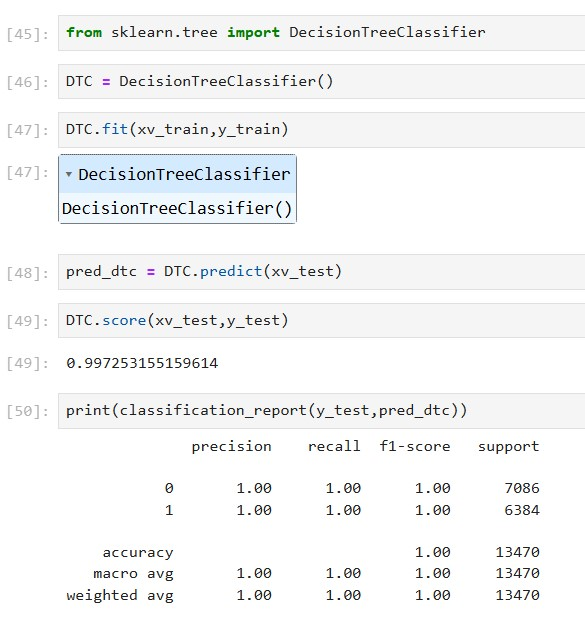 [45]: from sklearn.tree import DecisionTreeClassifier
[46]: DTC = DecisionTreeClassifier()
[47]: DTC.fit(xv_train,y_train)
[47]: ▾ DecisionTreeClassifier
DecisionTreeClassifier()
[48]: pred_dtc = DTC.predict(xv_test)
[49]: DTC.score(xv_test,y_test)
[49]: 0.997253155159614
[50]: print(classification_report(y_test,pred_dtc))
precision recall f1-score support
0 1.00 1.00 1.00 7086
1 1.00 1.00 1.00 6384
accuracy 1.00 13470
macro avg 1.00 1.00 1.00 13470
weighted avg 1.00 1.00 1.00 13470